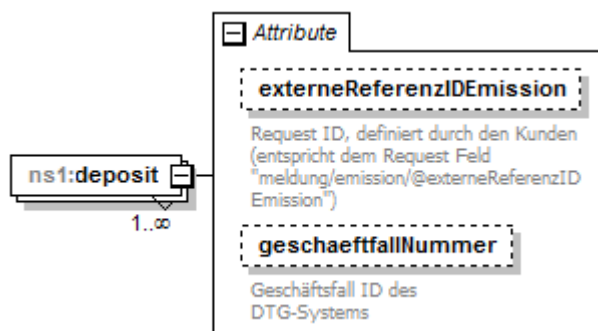 Attribute
externeReferenzIDEmission
Request ID, definiert durch den Kunden
(entspricht dem Request Feld
"meldung/emission/@externeReferenzID
Emission")
ns1:deposit
1..∞
geschaeftfallNummer
Geschäftsfall ID des
DTG-Systems